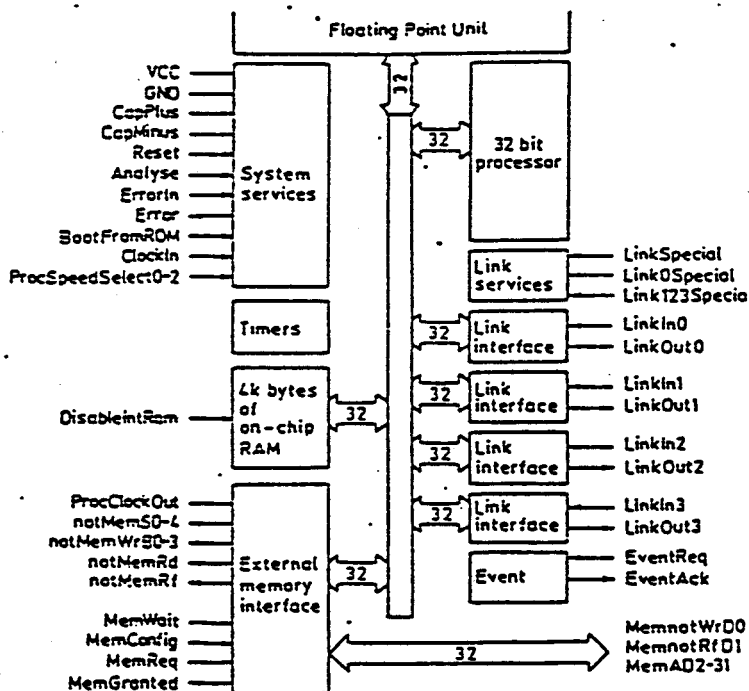 Floating Point Unit
32
VCC
GND
CapPlus
CapMinus
Reset
Analyse
ErrorIn
Error
BootFromROM
ClockIn
ProcSpeedSelect0-2
System
services
32
32 bit
processor
Link
services
LinkSpecial
Link0Special
Link123Specia
Timers
32
Link
interface
LinkIn0
LinkOut0
DisableintRam
4k bytes
of
on-chip
RAM
32
32
Link
interface
LinkIn1
LinkOut1
32
Link
interface
LinkIn2
LinkOut2
32
Link
interface
LinkIn3
LinkOut3
ProcClockOut
notMemS0-4
notMemWrB0-3
notMemRd
notMemRf
MemWait
MemConfig
MemReq
MemGranted
External
memory
interface
32
Event
EventReq
EventAck
32
MemnotWrD0
MemnotRfD1
MemAD2-31